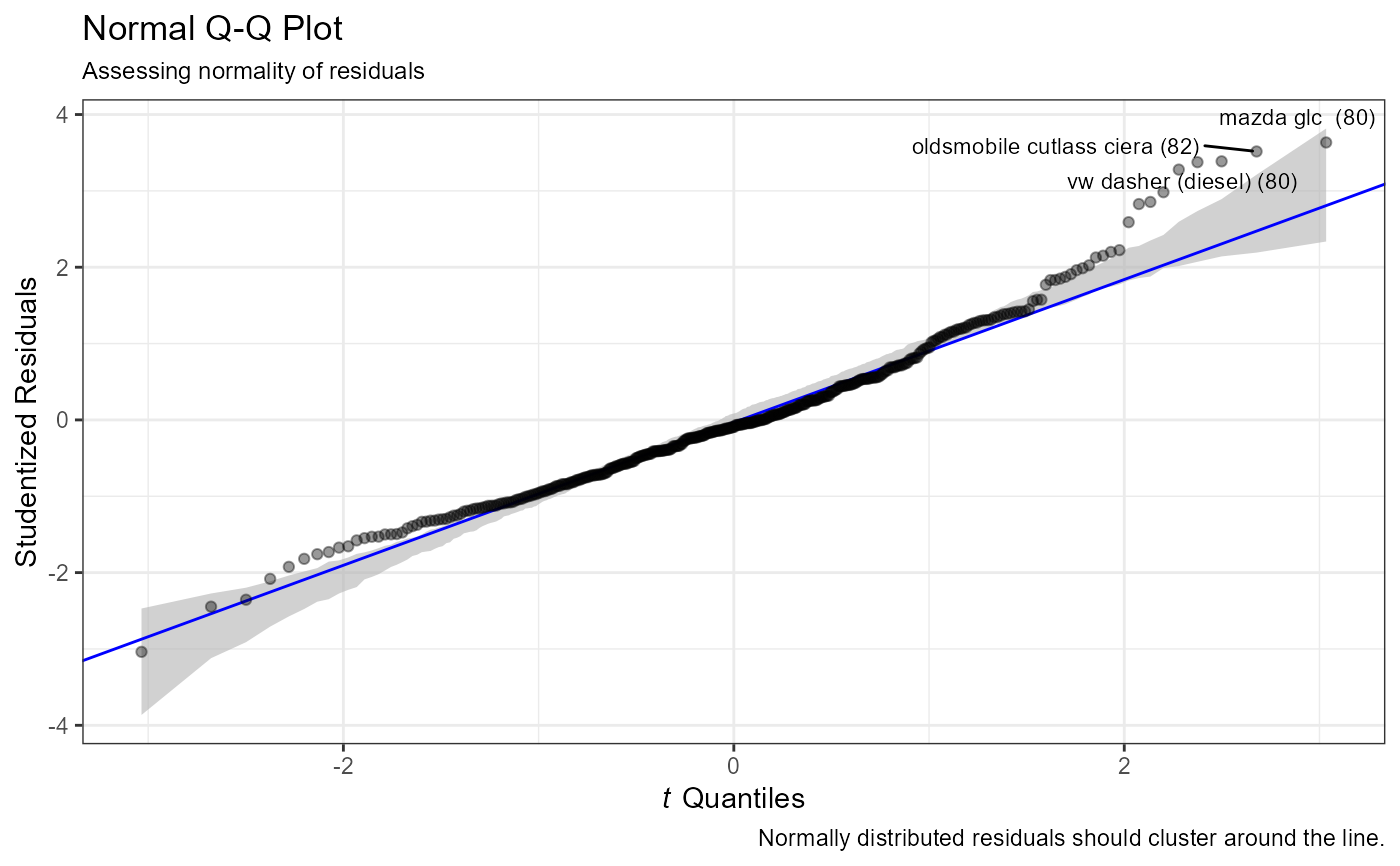 Normal Q-Q Plot
Assessing normality of residuals
Studentized Residuals
4
2
0
-2
-4
mazda glc  (80)
oldsmobile cutlass ciera (82)
vw dasher (diesel) (80)
-2
0
2
t Quantiles
Normally distributed residuals should cluster around the line.